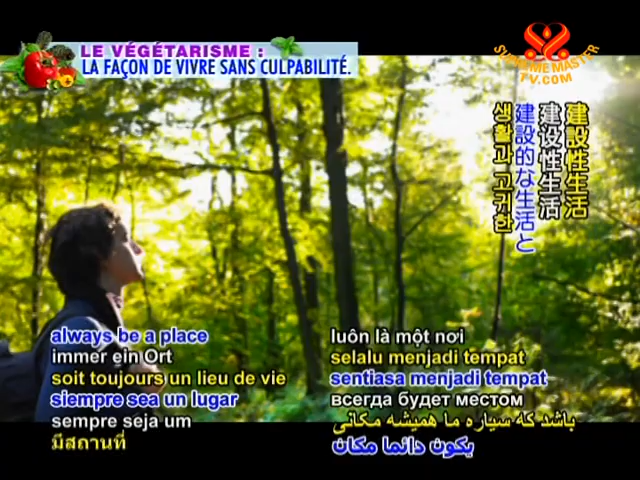 LE VÉGÉTARISME :
LA FAÇON DE VIVRE SANS CULPABILITÉ.
SUPREME MASTER
TV.COM
建設性生活
建设性生活
建設的な生活と
생활과 고귀한
always be a place
immer ein Ort
soit toujours un lieu de vie
siempre sea un lugar
sempre seja um
มีสถานที่
luôn là một nơi
selalu menjadi tempat
sentiasa menjadi tempat
всегда будет местом
باشد که سیاره ما همیشه مکانی
يكون دائما مكان